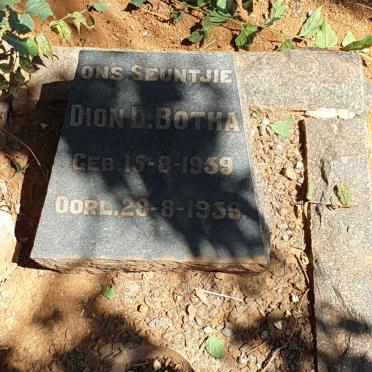 ONS SEUNTJIE
DION D. BOTHA
GEB. 15-8-1939
OORL. 28-8-1939.